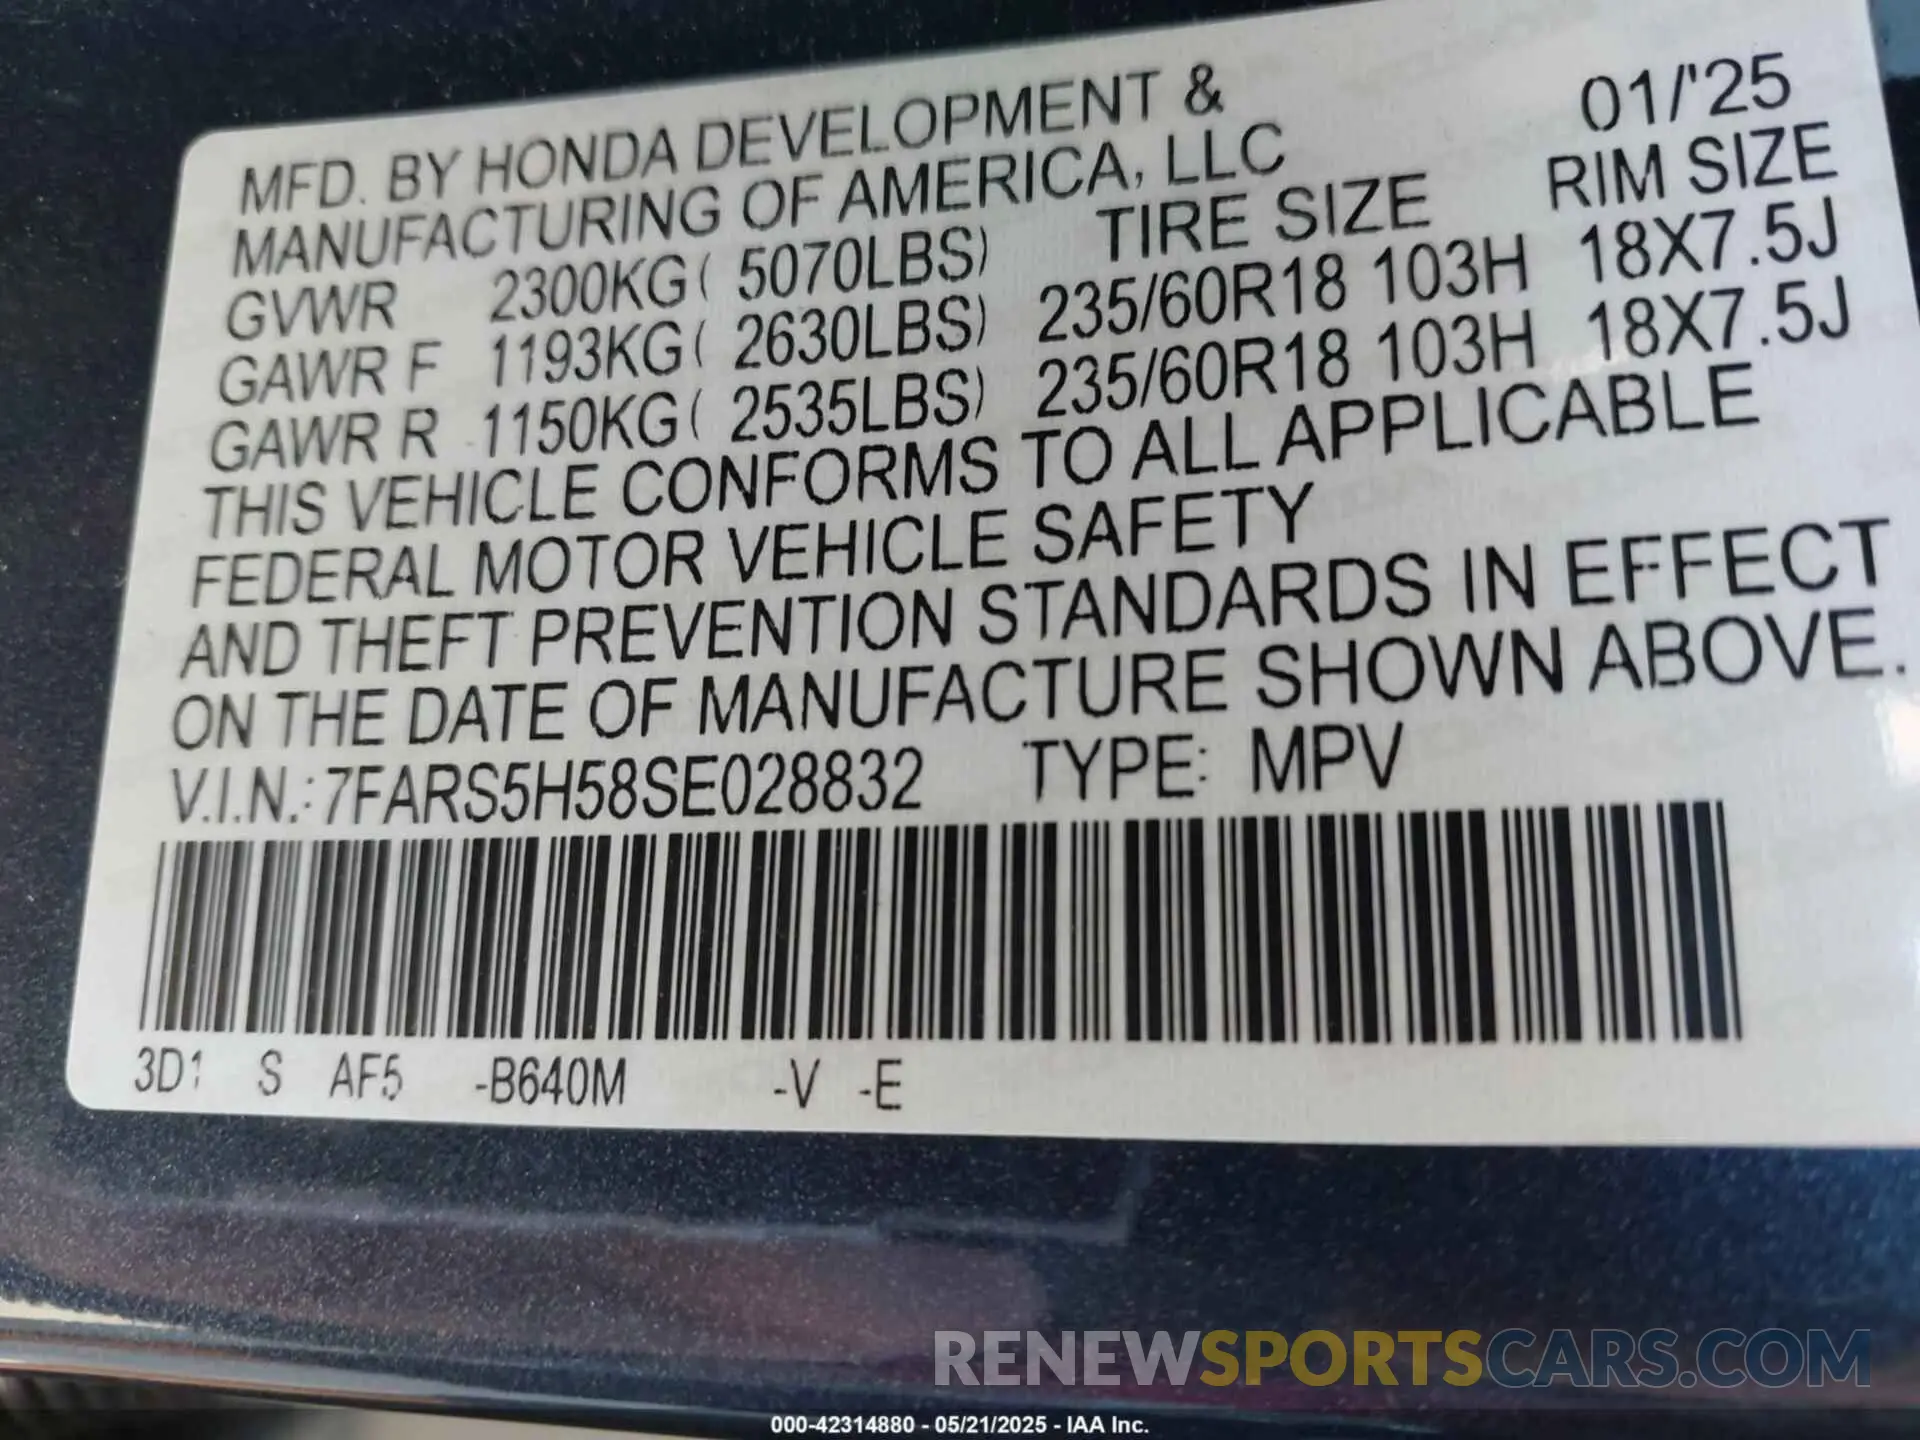 MFD. BY HONDA DEVELOPMENT & 01/'25
MANUFACTURING OF AMERICA, LLC
TIRE SIZE RIM SIZE
GVWR 2300KG( 5070LBS)
GAWR F 1193KG( 2630LBS) 235/60R18 103H 18X7.5J
GAWR R 1150KG( 2535LBS) 235/60R18 103H 18X7.5J
THIS VEHICLE CONFORMS TO ALL APPLICABLE
FEDERAL MOTOR VEHICLE SAFETY
AND THEFT PREVENTION STANDARDS IN EFFECT
ON THE DATE OF MANUFACTURE SHOWN ABOVE.
V.I.N.:7FARS5H58SE028832 TYPE: MPV
3D1 S AF5 -B640M -V -E
RENEWSPORTSCARS.COM
000-42314880 - 05/21/2025 - IAA Inc.